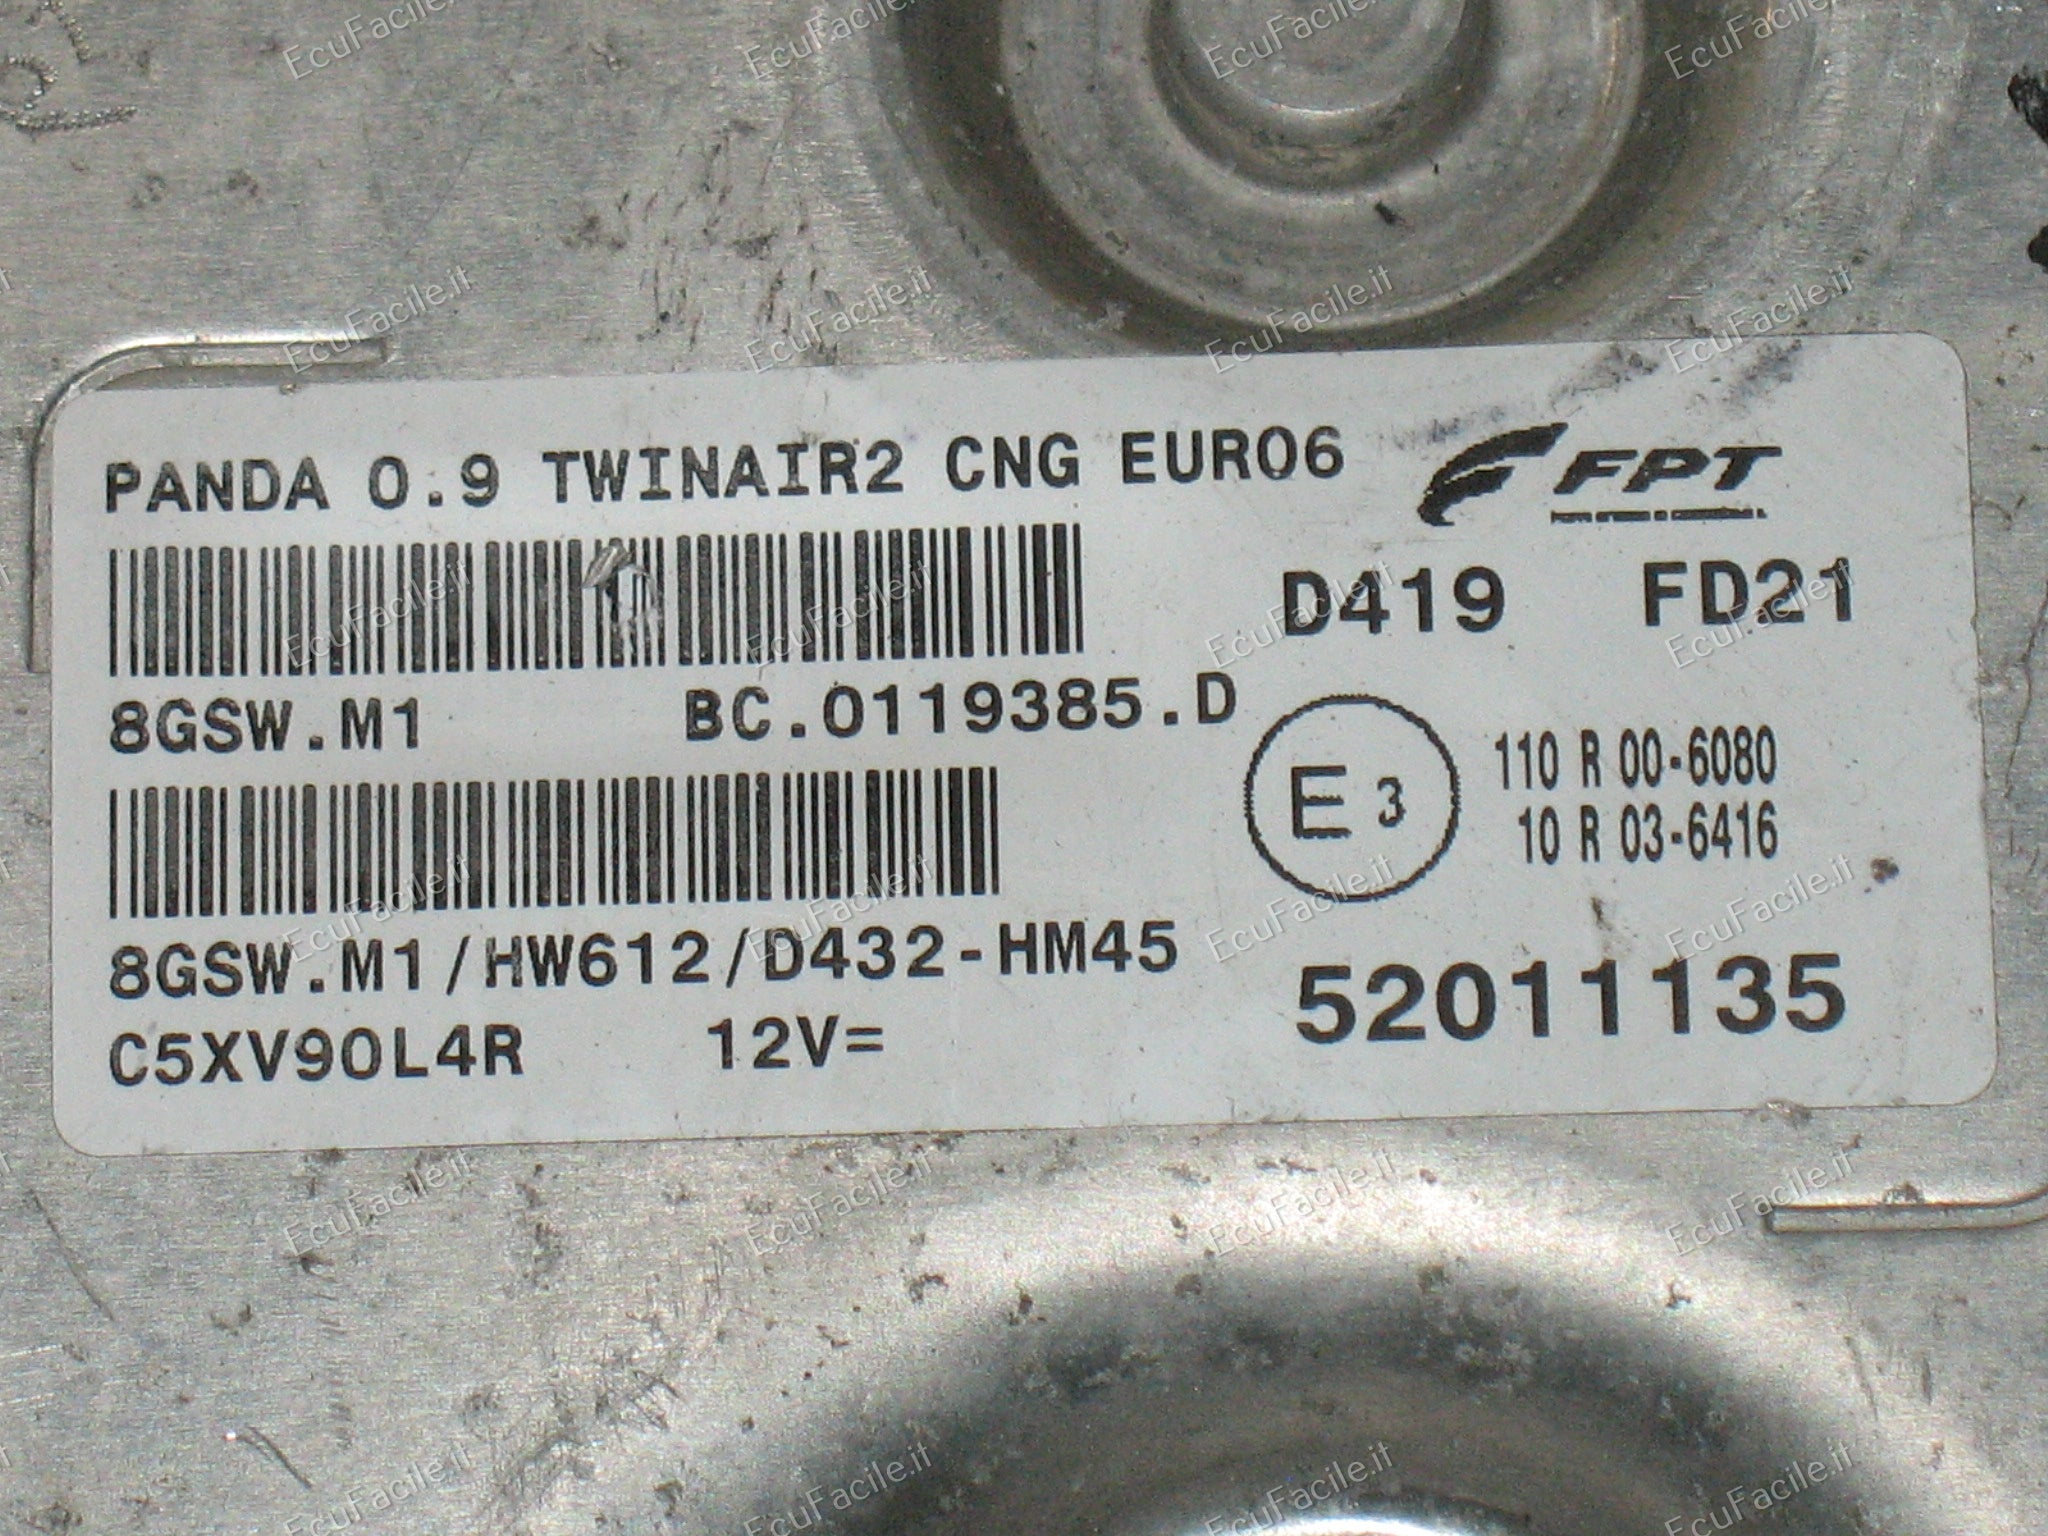 PANDA 0.9 TWINAIR2 CNG EURO6
FPT
D419 FD21
8GSW.M1 BC.0119385.D
E3
110 R 00-6080
10 R 03-6416
8GSW.M1/HW612/D432-HM45
52011135
C5XV90L4R 12V=
EcuFacile.it